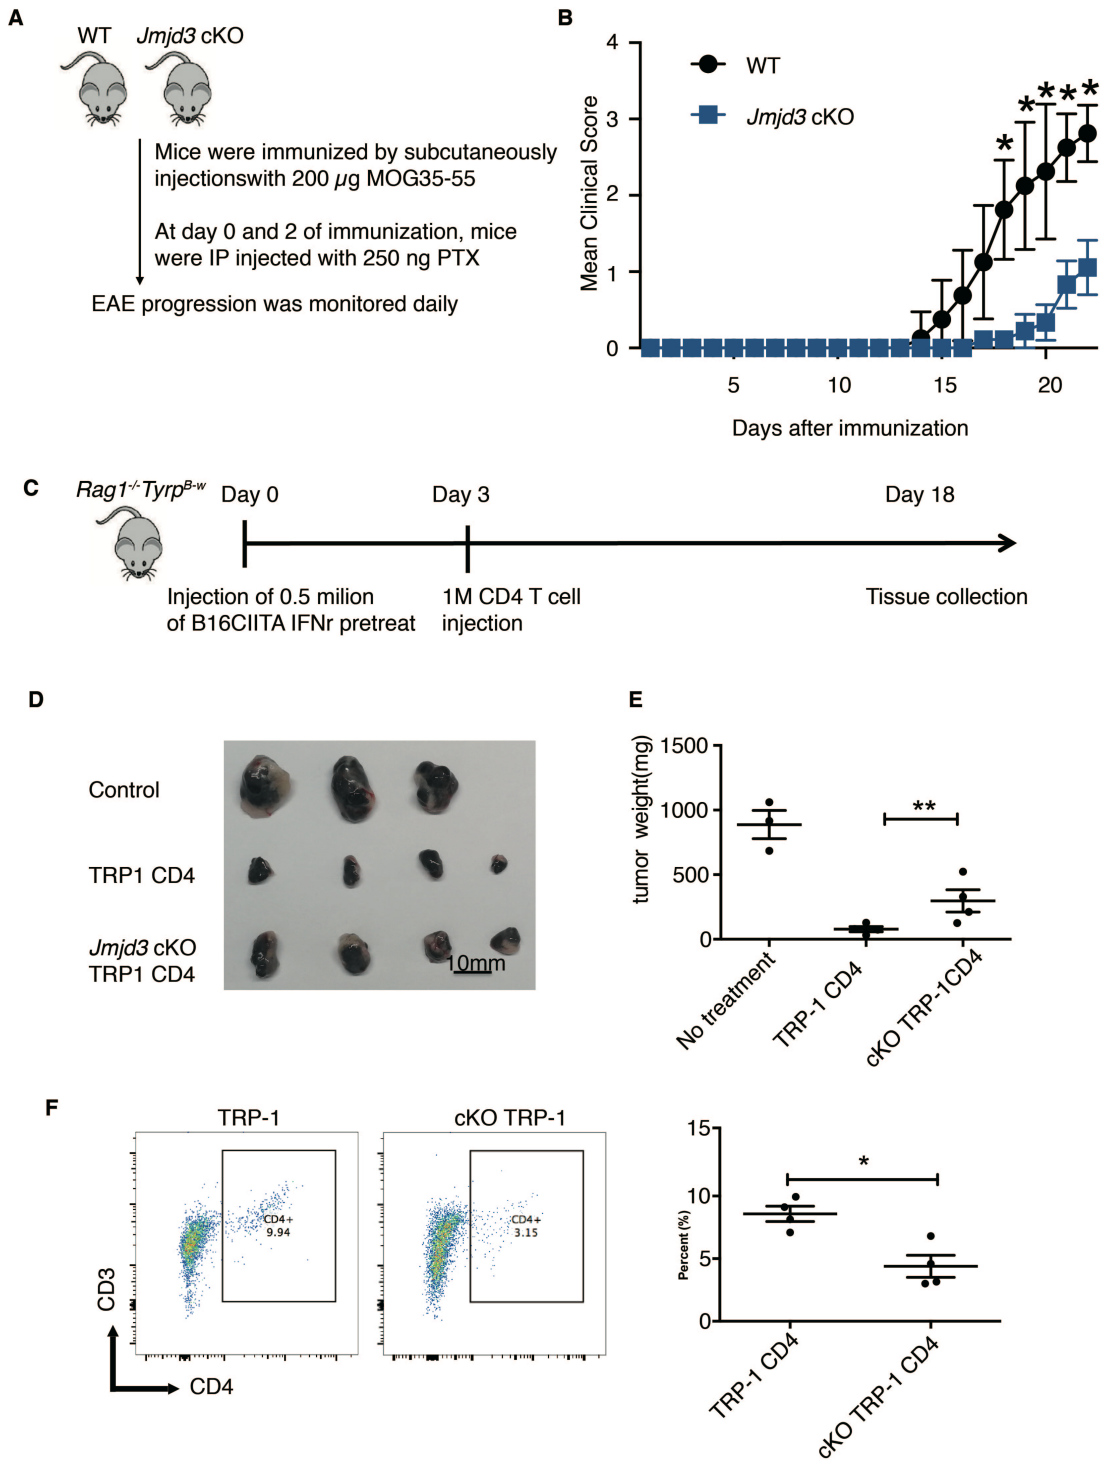 A
WT Jmjd3 cKO
Mice were immunized by subcutaneously
injectionswith 200 µg MOG35-55
At day 0 and 2 of immunization, mice
were IP injected with 250 ng PTX
EAE progression was monitored daily
B
Mean Clinical Score
4
3
2
1
0
WT
Jmjd3 cKO
* * * * *
5 10 15 20
Days after immunization
C
Rag1-/-TyrpB-w Day 0 Day 3 Day 18
Injection of 0.5 milion
of B16CIITA IFNr pretreat
1M CD4 T cell
injection
Tissue collection
D
Control
TRP1 CD4
Jmjd3 cKO
TRP1 CD4
10mm
E
tumor weight(mg)
1500
1000
500
0
**
No treatment
TRP-1 CD4
cKO TRP-1CD4
F
TRP-1 cKO TRP-1
CD4+
9.94
CD4+
3.15
CD3
CD4
Percent (%)
15
10
5
0
*
TRP-1 CD4
cKO TRP-1 CD4